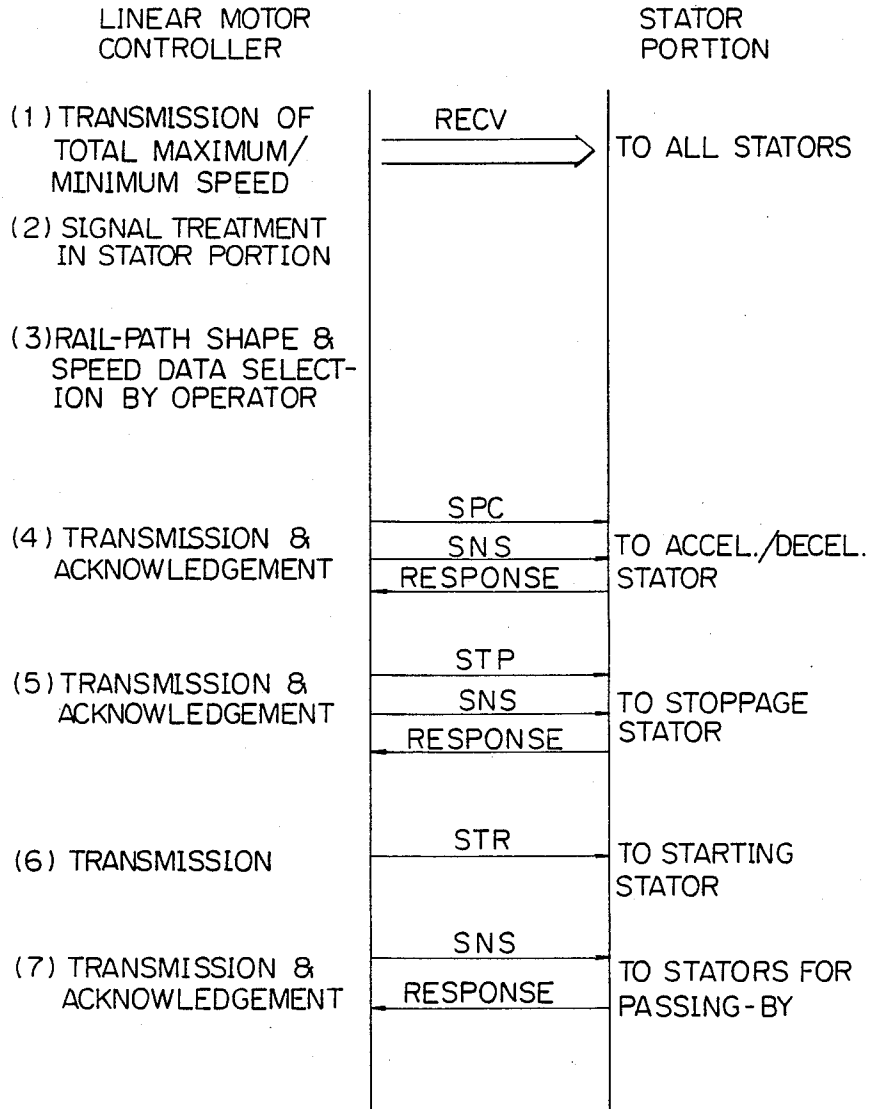 LINEAR MOTOR
CONTROLLER
STATOR
PORTION
(1) TRANSMISSION OF
TOTAL MAXIMUM/
MINIMUM SPEED
RECV
TO ALL STATORS
(2) SIGNAL TREATMENT
IN STATOR PORTION
(3) RAIL-PATH SHAPE &
SPEED DATA SELECT-
ION BY OPERATOR
(4) TRANSMISSION &
ACKNOWLEDGEMENT
SPC
SNS
RESPONSE
TO ACCEL./DECEL.
STATOR
(5) TRANSMISSION &
ACKNOWLEDGEMENT
STP
SNS
RESPONSE
TO STOPPAGE
STATOR
(6) TRANSMISSION
STR
TO STARTING
STATOR
(7) TRANSMISSION &
ACKNOWLEDGEMENT
SNS
RESPONSE
TO STATORS FOR
PASSING-BY